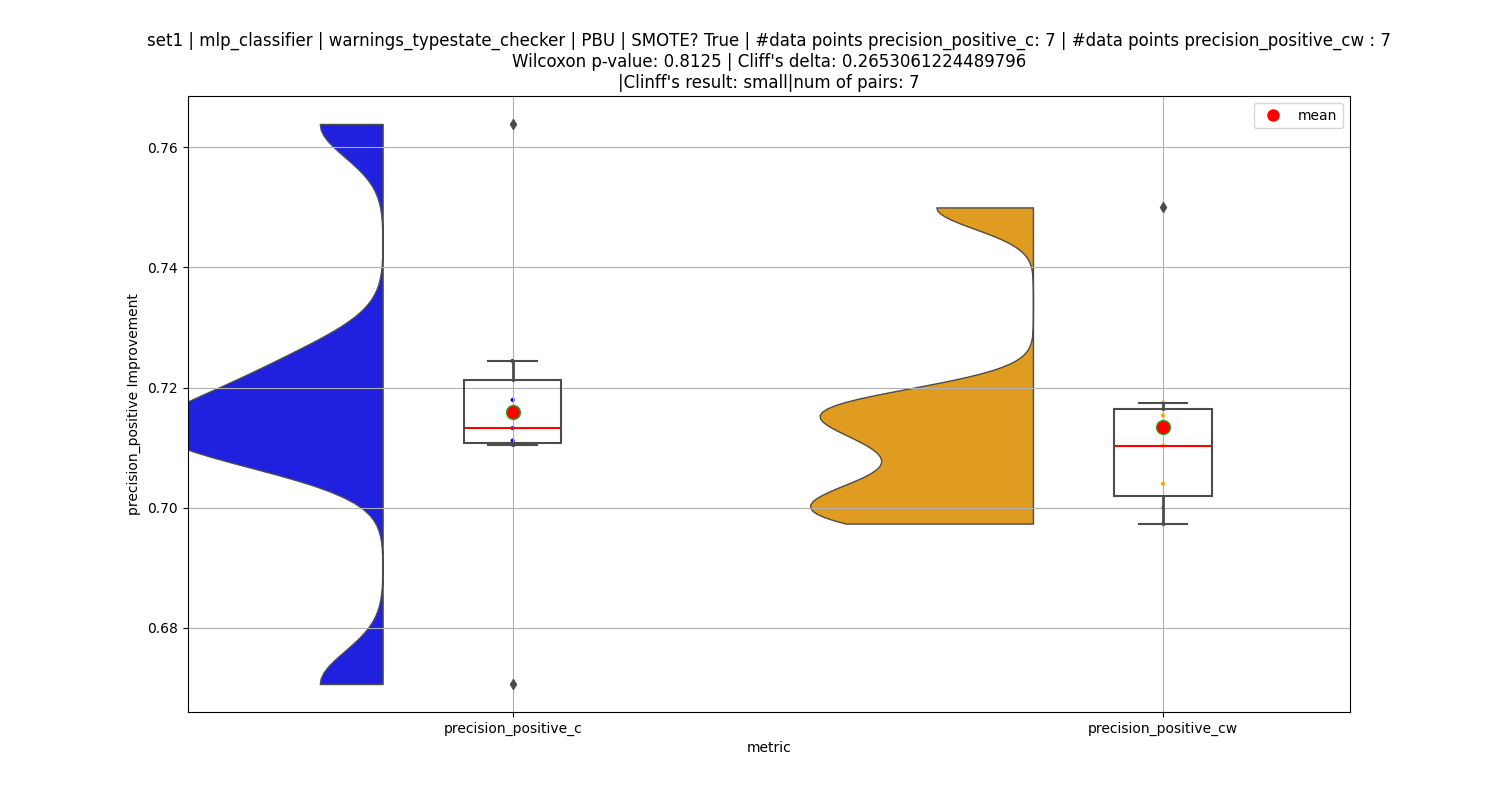 set1 | mlp_classifier | warnings_typestate_checker | PBU | SMOTE? True | #data points precision_positive_c: 7 | #data points precision_positive_cw : 7
Wilcoxon p-value: 0.8125 | Cliff's delta: 0.2653061224489796
|Clinff's result: small|num of pairs: 7
mean
0.76
0.74
0.72
0.70
0.68
precision_positive Improvement
precision_positive_c
precision_positive_cw
metric